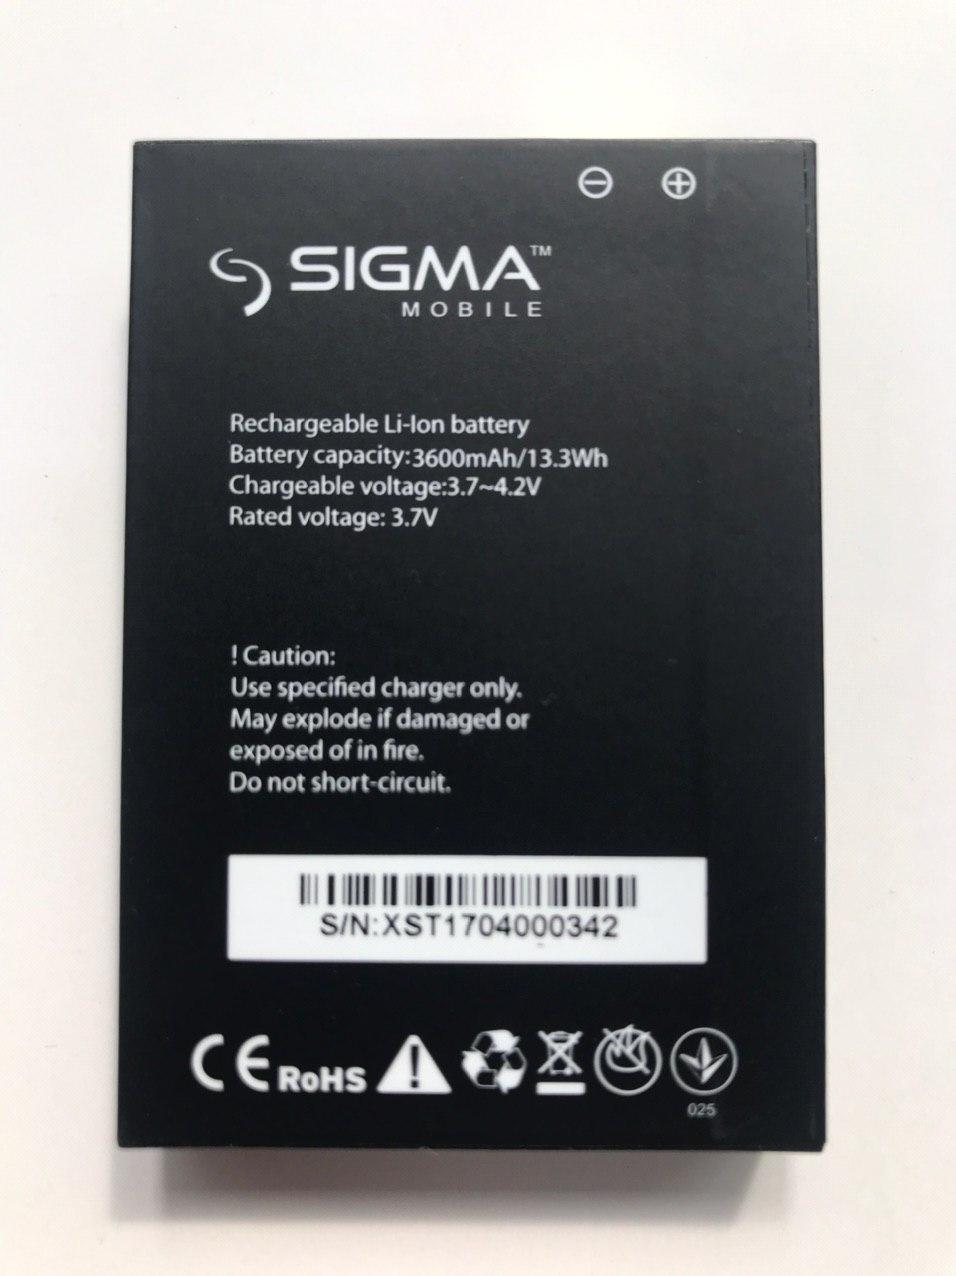 SIGMA™
MOBILE
Rechargeable Li-Ion battery
Battery capacity:3600mAh/13.3Wh
Chargeable voltage:3.7~4.2V
Rated voltage: 3.7V
! Caution:
Use specified charger only.
May explode if damaged or
exposed of in fire.
Do not short-circuit.
S/N:XST1704000342
CE RoHS
025